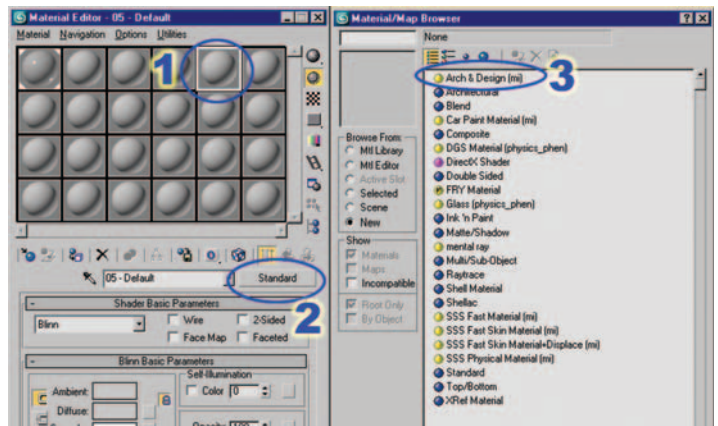 Material Editor - 05 - Default
Material Navigation Options Utilities
1
05 - Default
Standard
2
Shader Basic Parameters
Blinn
Wire
2-Sided
Face Map
Faceted
Blinn Basic Parameters
Self-Illumination
Ambient:
Color 0
Diffuse:
Material/Map Browser
None
3
Arch & Design (mi)
Architectural
Blend
Car Paint Material (mi)
Composite
DGS Material (physics_phen)
DirectX Shader
Double Sided
FRY Material
Glass (physics_phen)
Ink 'n Paint
Matte/Shadow
mental ray
Multi/Sub-Object
Raytrace
Shell Material
Shellac
SSS Fast Material (mi)
SSS Fast Skin Material (mi)
SSS Fast Skin Material+Displace (mi)
SSS Physical Material (mi)
Standard
Top/Bottom
XRef Material
Browse From:
Mtl Library
Mtl Editor
Active Slot
Selected
Scene
New
Show
Materials
Maps
Incompatible
Root Only
By Object